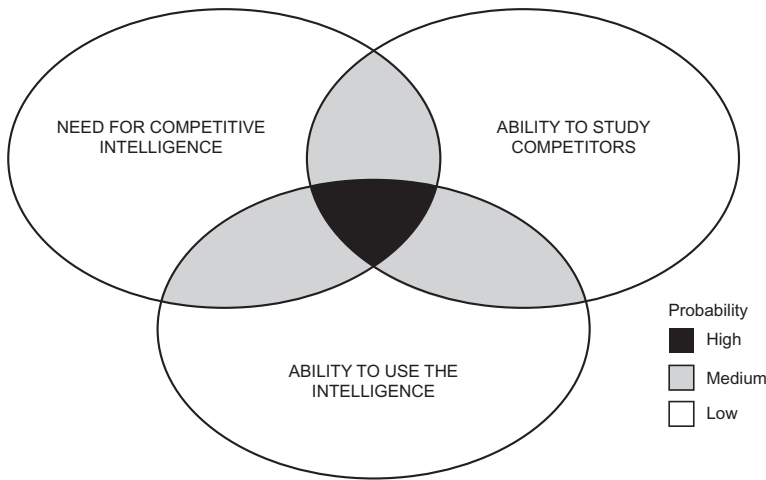 NEED FOR COMPETITIVE
INTELLIGENCE
ABILITY TO STUDY
COMPETITORS
ABILITY TO USE THE
INTELLIGENCE
Probability
High
Medium
Low